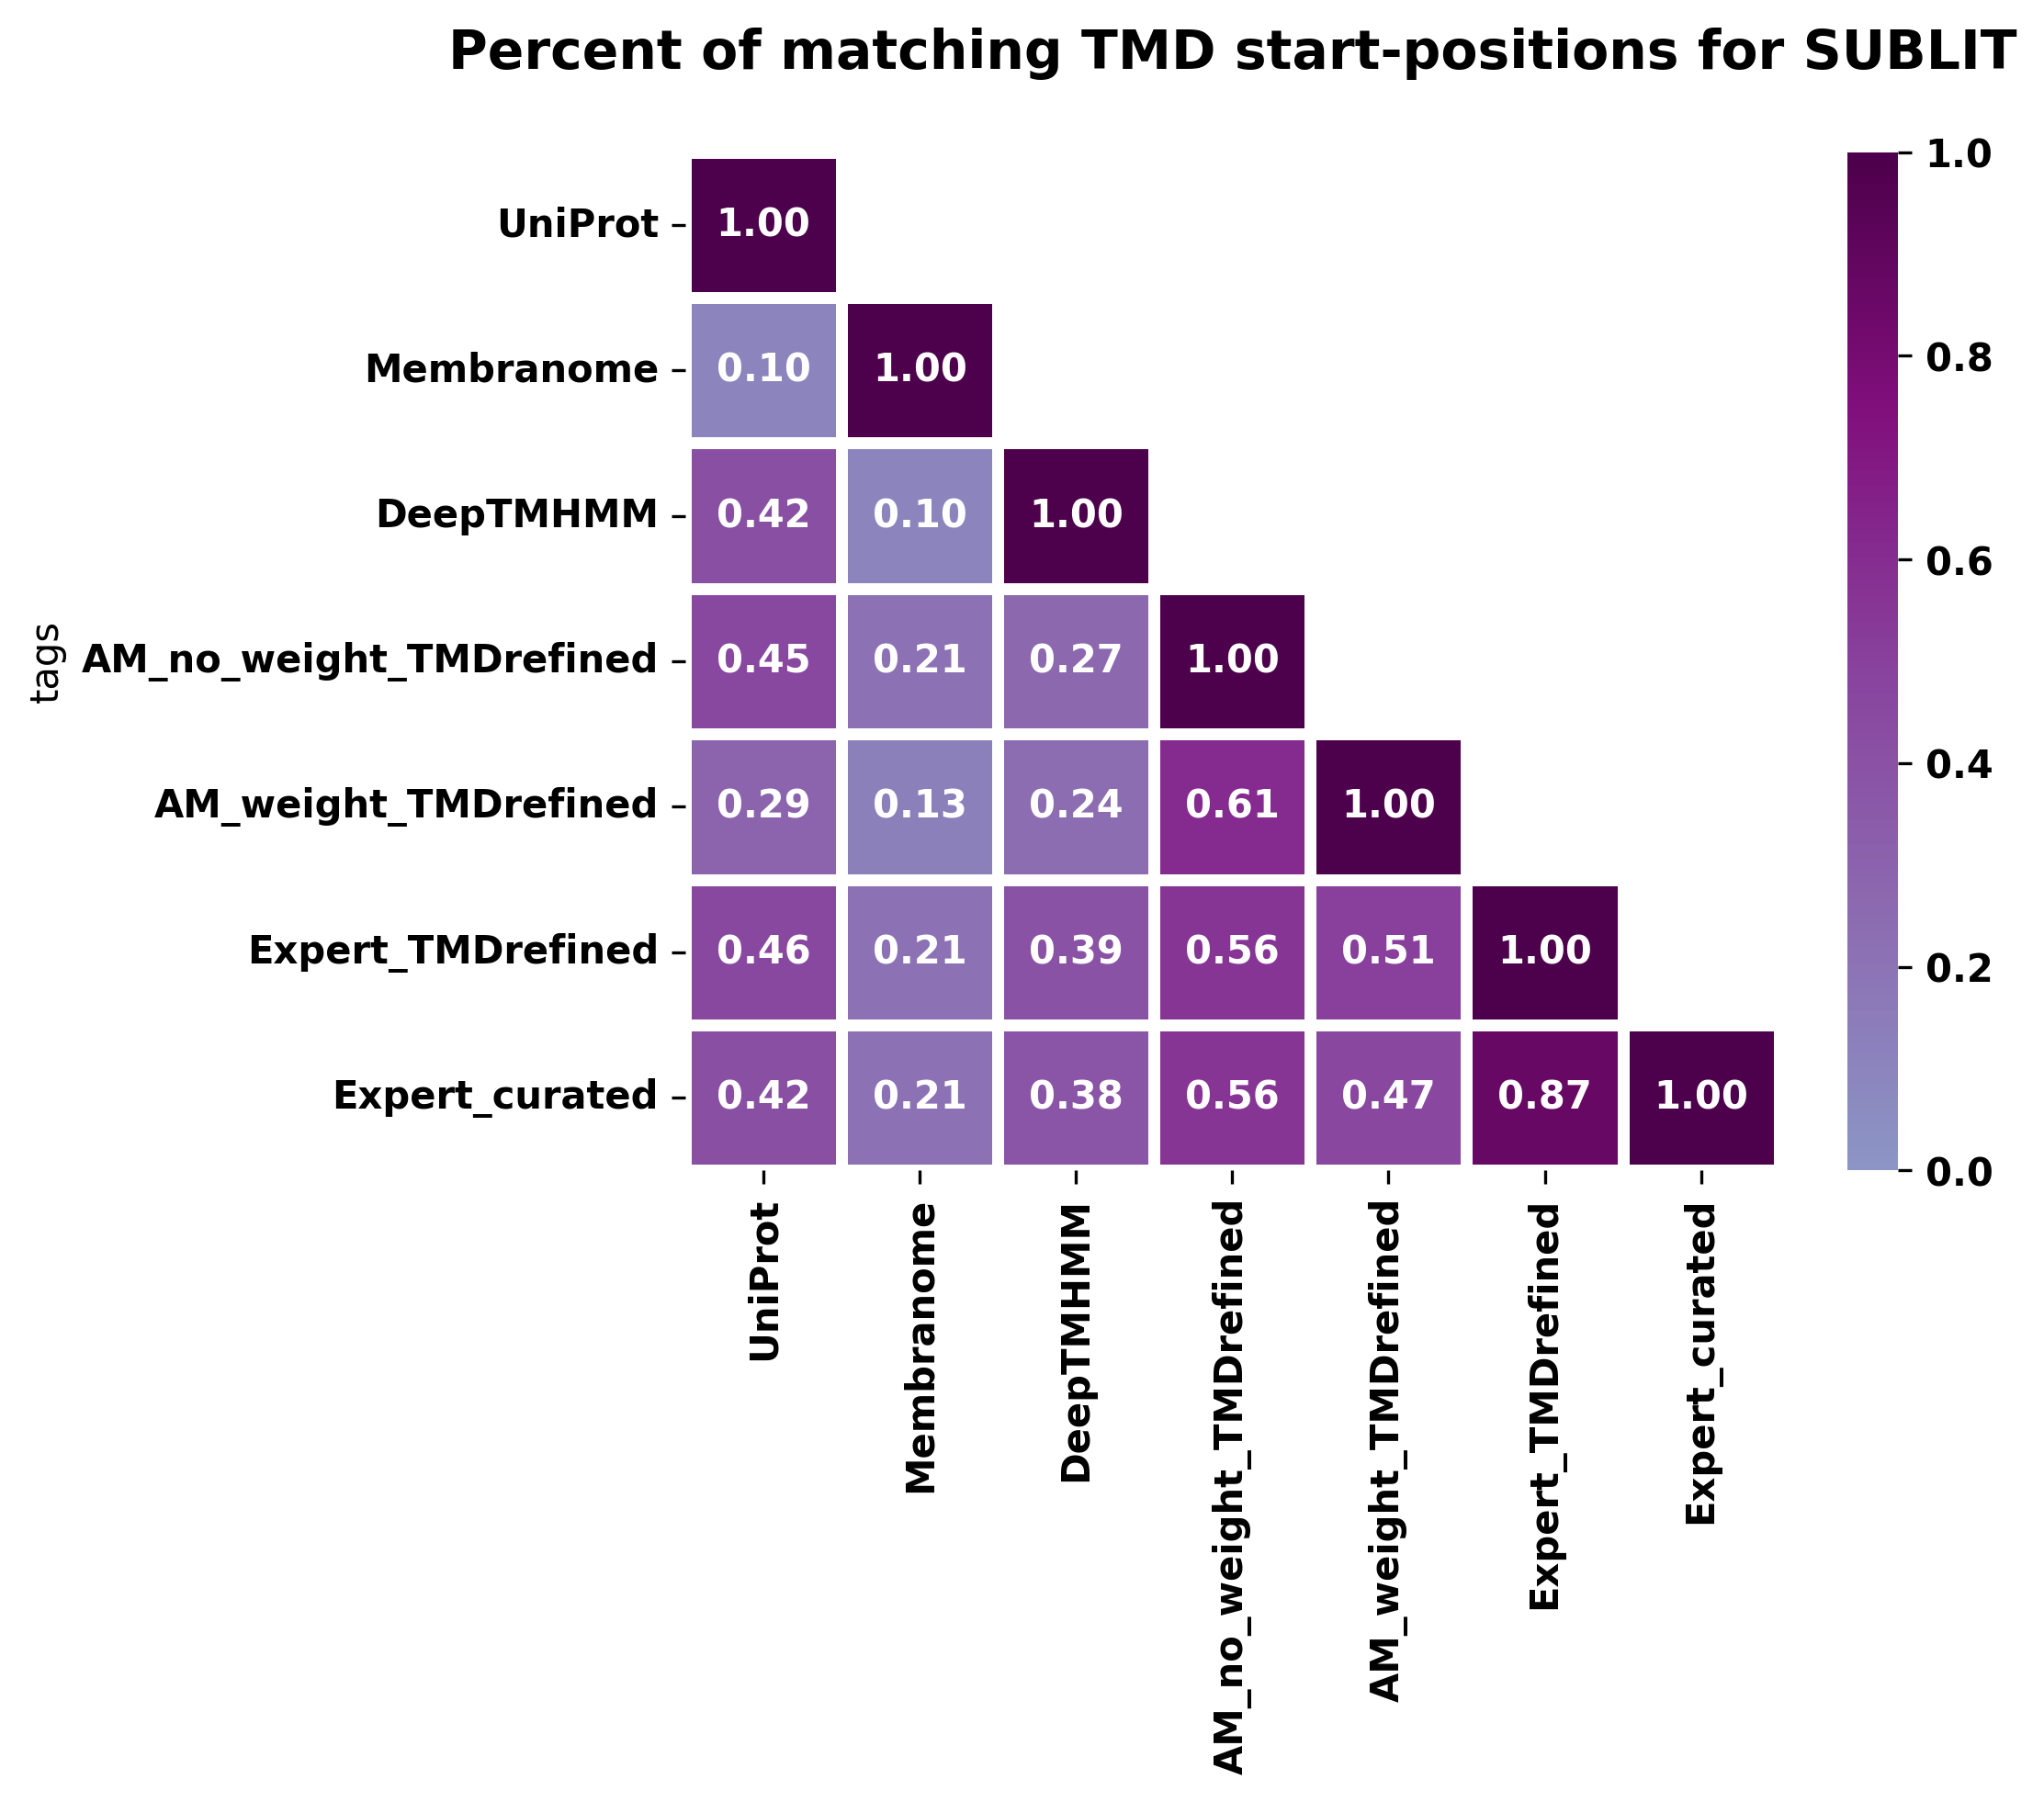 Percent of matching TMD start-positions for SUBLIT
UniProt 1.00
Membranome 0.10 1.00
DeepTMHMM 0.42 0.10 1.00
AM_no_weight_TMDrefined 0.45 0.21 0.27 1.00
AM_weight_TMDrefined 0.29 0.13 0.24 0.61 1.00
Expert_TMDrefined 0.46 0.21 0.39 0.56 0.51 1.00
Expert_curated 0.42 0.21 0.38 0.56 0.47 0.87 1.00
tags
UniProt
Membranome
DeepTMHMM
AM_no_weight_TMDrefined
AM_weight_TMDrefined
Expert_TMDrefined
Expert_curated
1.0
0.8
0.6
0.4
0.2
0.0